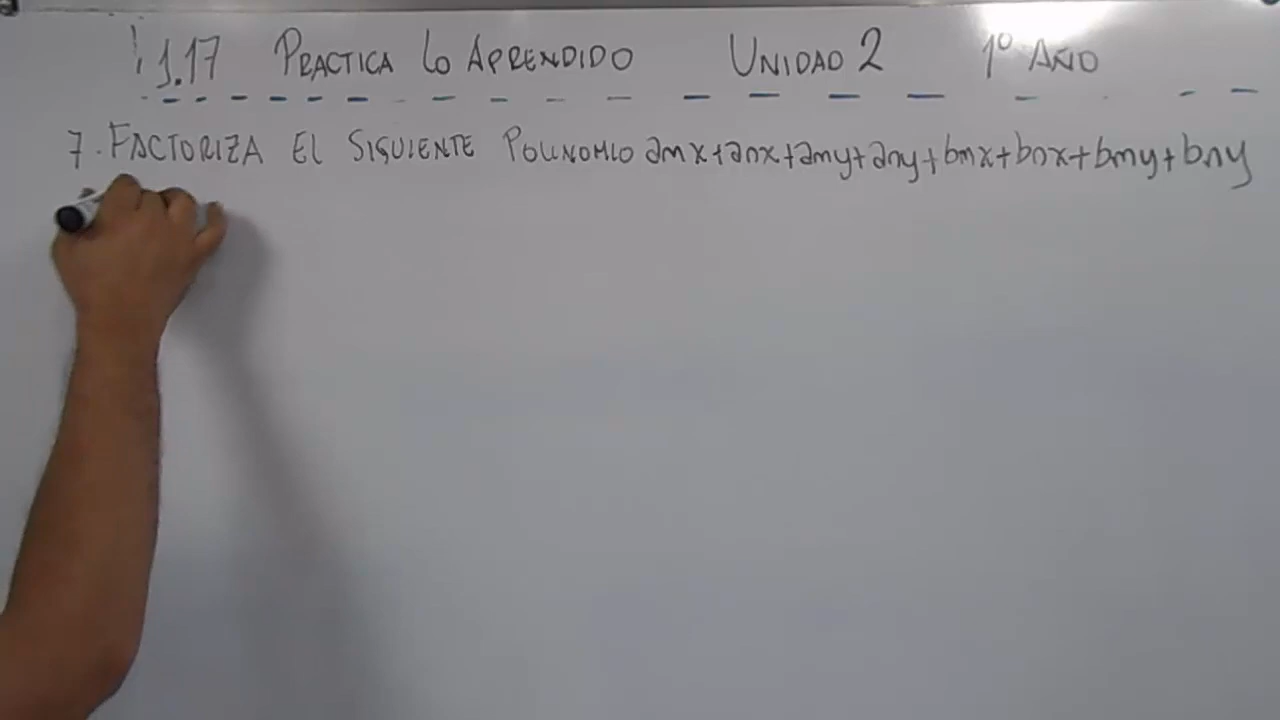 1.17 PRACTICA LO APRENDIDO UNIDAD 2 1º AÑO
7. FACTORIZA EL SIGUIENTE POLINOMIO amx+anx+amy+any+bmx+bnx+bmy+bny